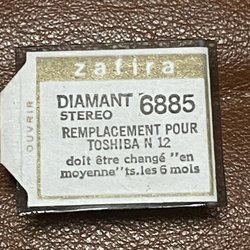 zafira
OUVRIR
DIAMANT 6885
STEREO
REMPLACEMENT POUR
TOSHIBA N 12
doit être changé "en
moyenne" ts. les 6 mois